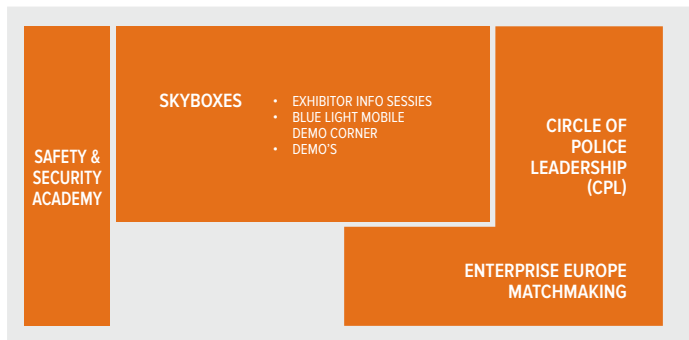 SAFETY &
SECURITY
ACADEMY
SKYBOXES
• EXHIBITOR INFO SESSIES
• BLUE LIGHT MOBILE
DEMO CORNER
• DEMO'S
CIRCLE OF
POLICE
LEADERSHIP
(CPL)
ENTERPRISE EUROPE
MATCHMAKING